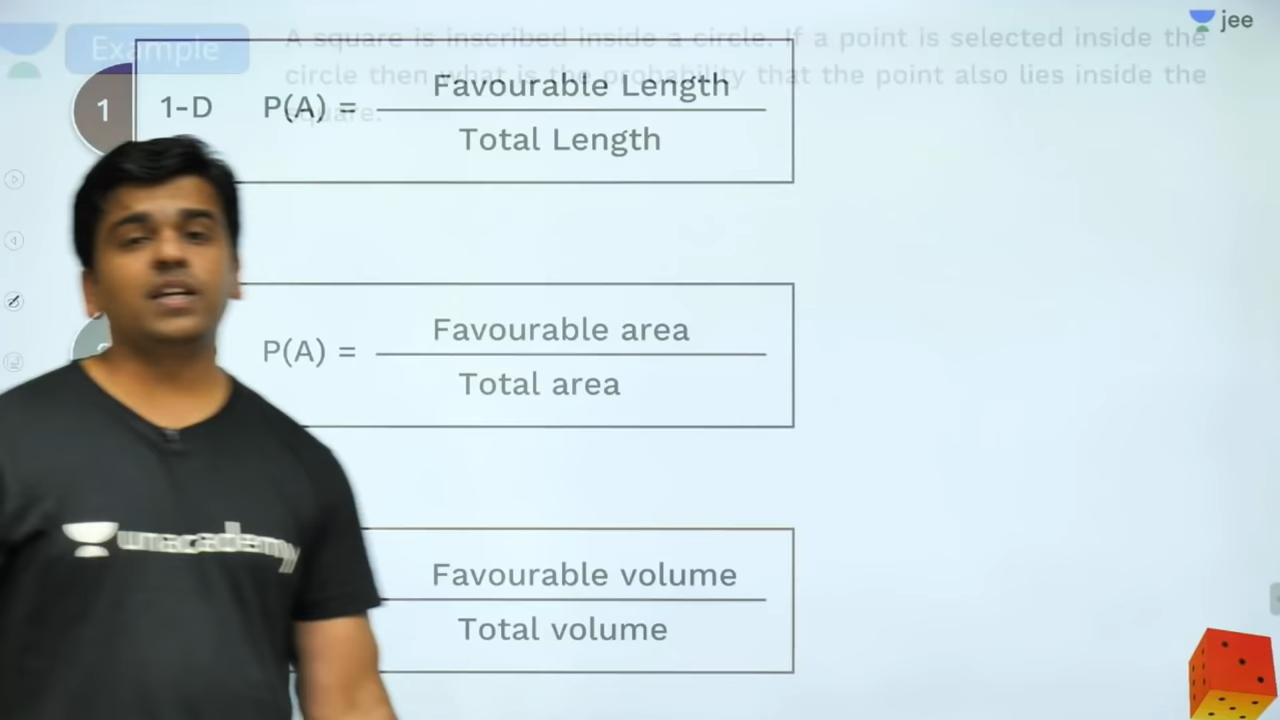 jee
Example
A square is inscribed inside a circle. If a point is selected inside the
circle then what is the probability that the point also lies inside the
square.
1
1-D
P(A) =
Favourable Length
Total Length
P(A) =
Favourable area
Total area
Favourable volume
Total volume
unacademy